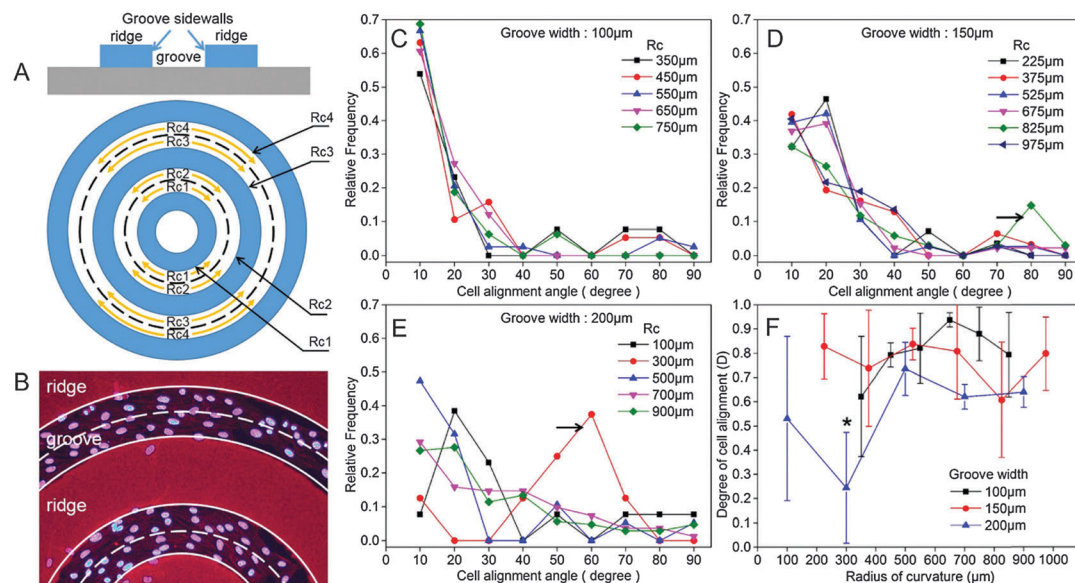 Groove sidewalls
ridge
ridge
groove
A
Rc4
Rc3
Rc2
Rc1
Rc1
Rc2
Rc3
Rc4
Rc4
Rc3
Rc2
Rc1
B
ridge
groove
ridge
C
Groove width : 100µm
Rc
350µm
450µm
550µm
650µm
750µm
Relative Frequency
0.7
0.6
0.5
0.4
0.3
0.2
0.1
0.0
10 20 30 40 50 60 70 80 90
Cell alignment angle ( degree )
D
Groove width : 150µm
Rc
225µm
375µm
525µm
675µm
825µm
975µm
Relative Frequency
0.7
0.6
0.5
0.4
0.3
0.2
0.1
0.0
10 20 30 40 50 60 70 80 90
Cell alignment angle ( degree )
E
Groove width : 200µm
Rc
100µm
300µm
500µm
700µm
900µm
Relative Frequency
0.7
0.6
0.5
0.4
0.3
0.2
0.1
0.0
10 20 30 40 50 60 70 80 90
Cell alignment angle ( degree )
F
Degree of cell alignment (D)
1.0
0.9
0.8
0.7
0.6
0.5
0.4
0.3
0.2
0.1
0.0
*
Groove width
100µm
150µm
200µm
0 100 200 300 400 500 600 700 800 900 1000
Radius of curvature (µm)